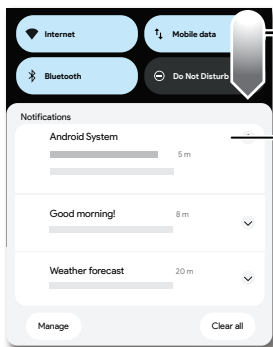 Internet
Mobile data
Bluetooth
Do Not Disturb
Notifications
Android System
5 m
Good morning!
8 m
Weather forecast
20 m
Manage
Clear all